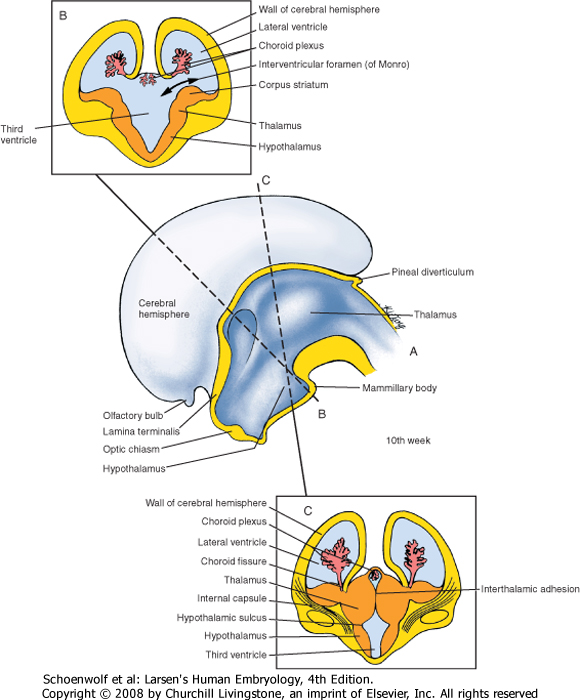 B
Wall of cerebral hemisphere
Lateral ventricle
Choroid plexus
Interventricular foramen (of Monro)
Corpus striatum
Third
ventricle
Thalamus
Hypothalamus
C
A
Pineal diverticulum
Cerebral
hemisphere
Thalamus
A
Mammillary body
B
Olfactory bulb
Lamina terminalis
Optic chiasm
Hypothalamus
10th week
C
Wall of cerebral hemisphere
Choroid plexus
Lateral ventricle
Choroid fissure
Thalamus
Interthalamic adhesion
Internal capsule
Hypothalamic sulcus
Hypothalamus
Third ventricle
Schoenwolf et al: Larsen's Human Embryology, 4th Edition.
Copyright © 2008 by Churchill Livingstone, an imprint of Elsevier, Inc. All rights reserved